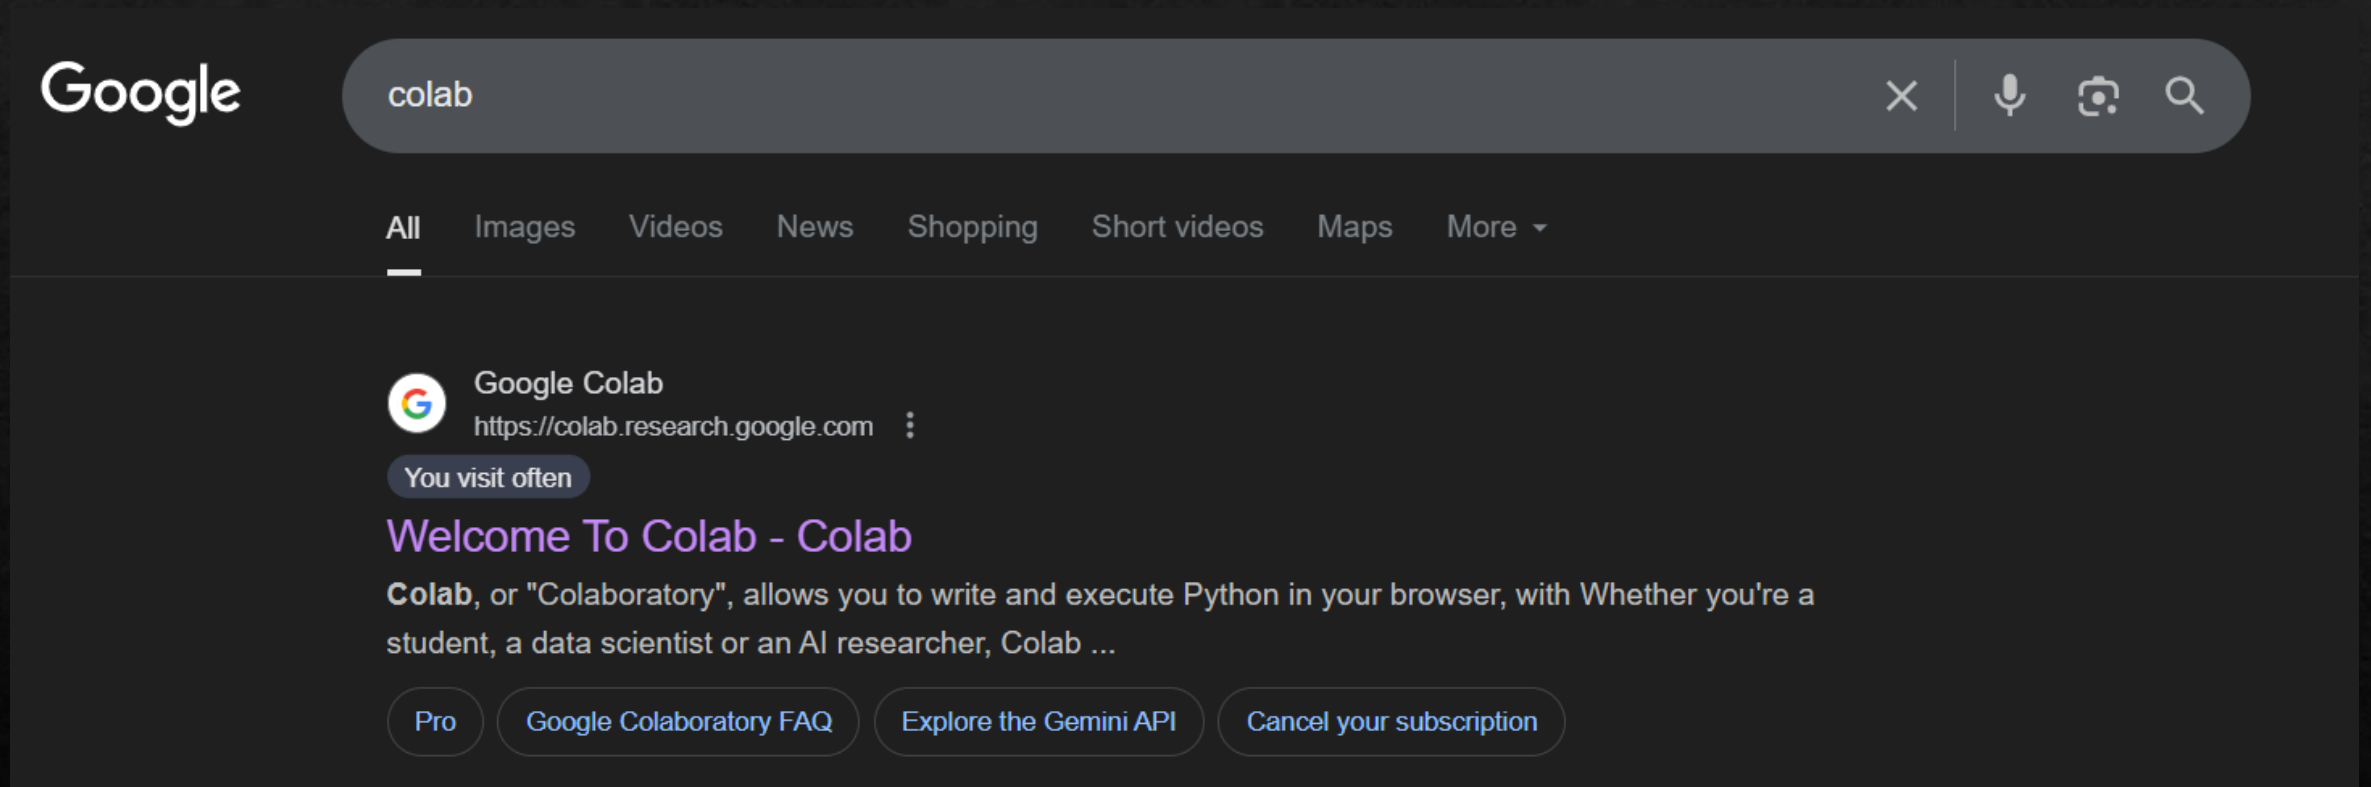 Google
colab
All Images Videos News Shopping Short videos Maps More
Google Colab
https://colab.research.google.com
You visit often
Welcome To Colab - Colab
Colab, or "Colaboratory", allows you to write and execute Python in your browser, with Whether you're a
student, a data scientist or an AI researcher, Colab ...
Pro Google Colaboratory FAQ Explore the Gemini API Cancel your subscription